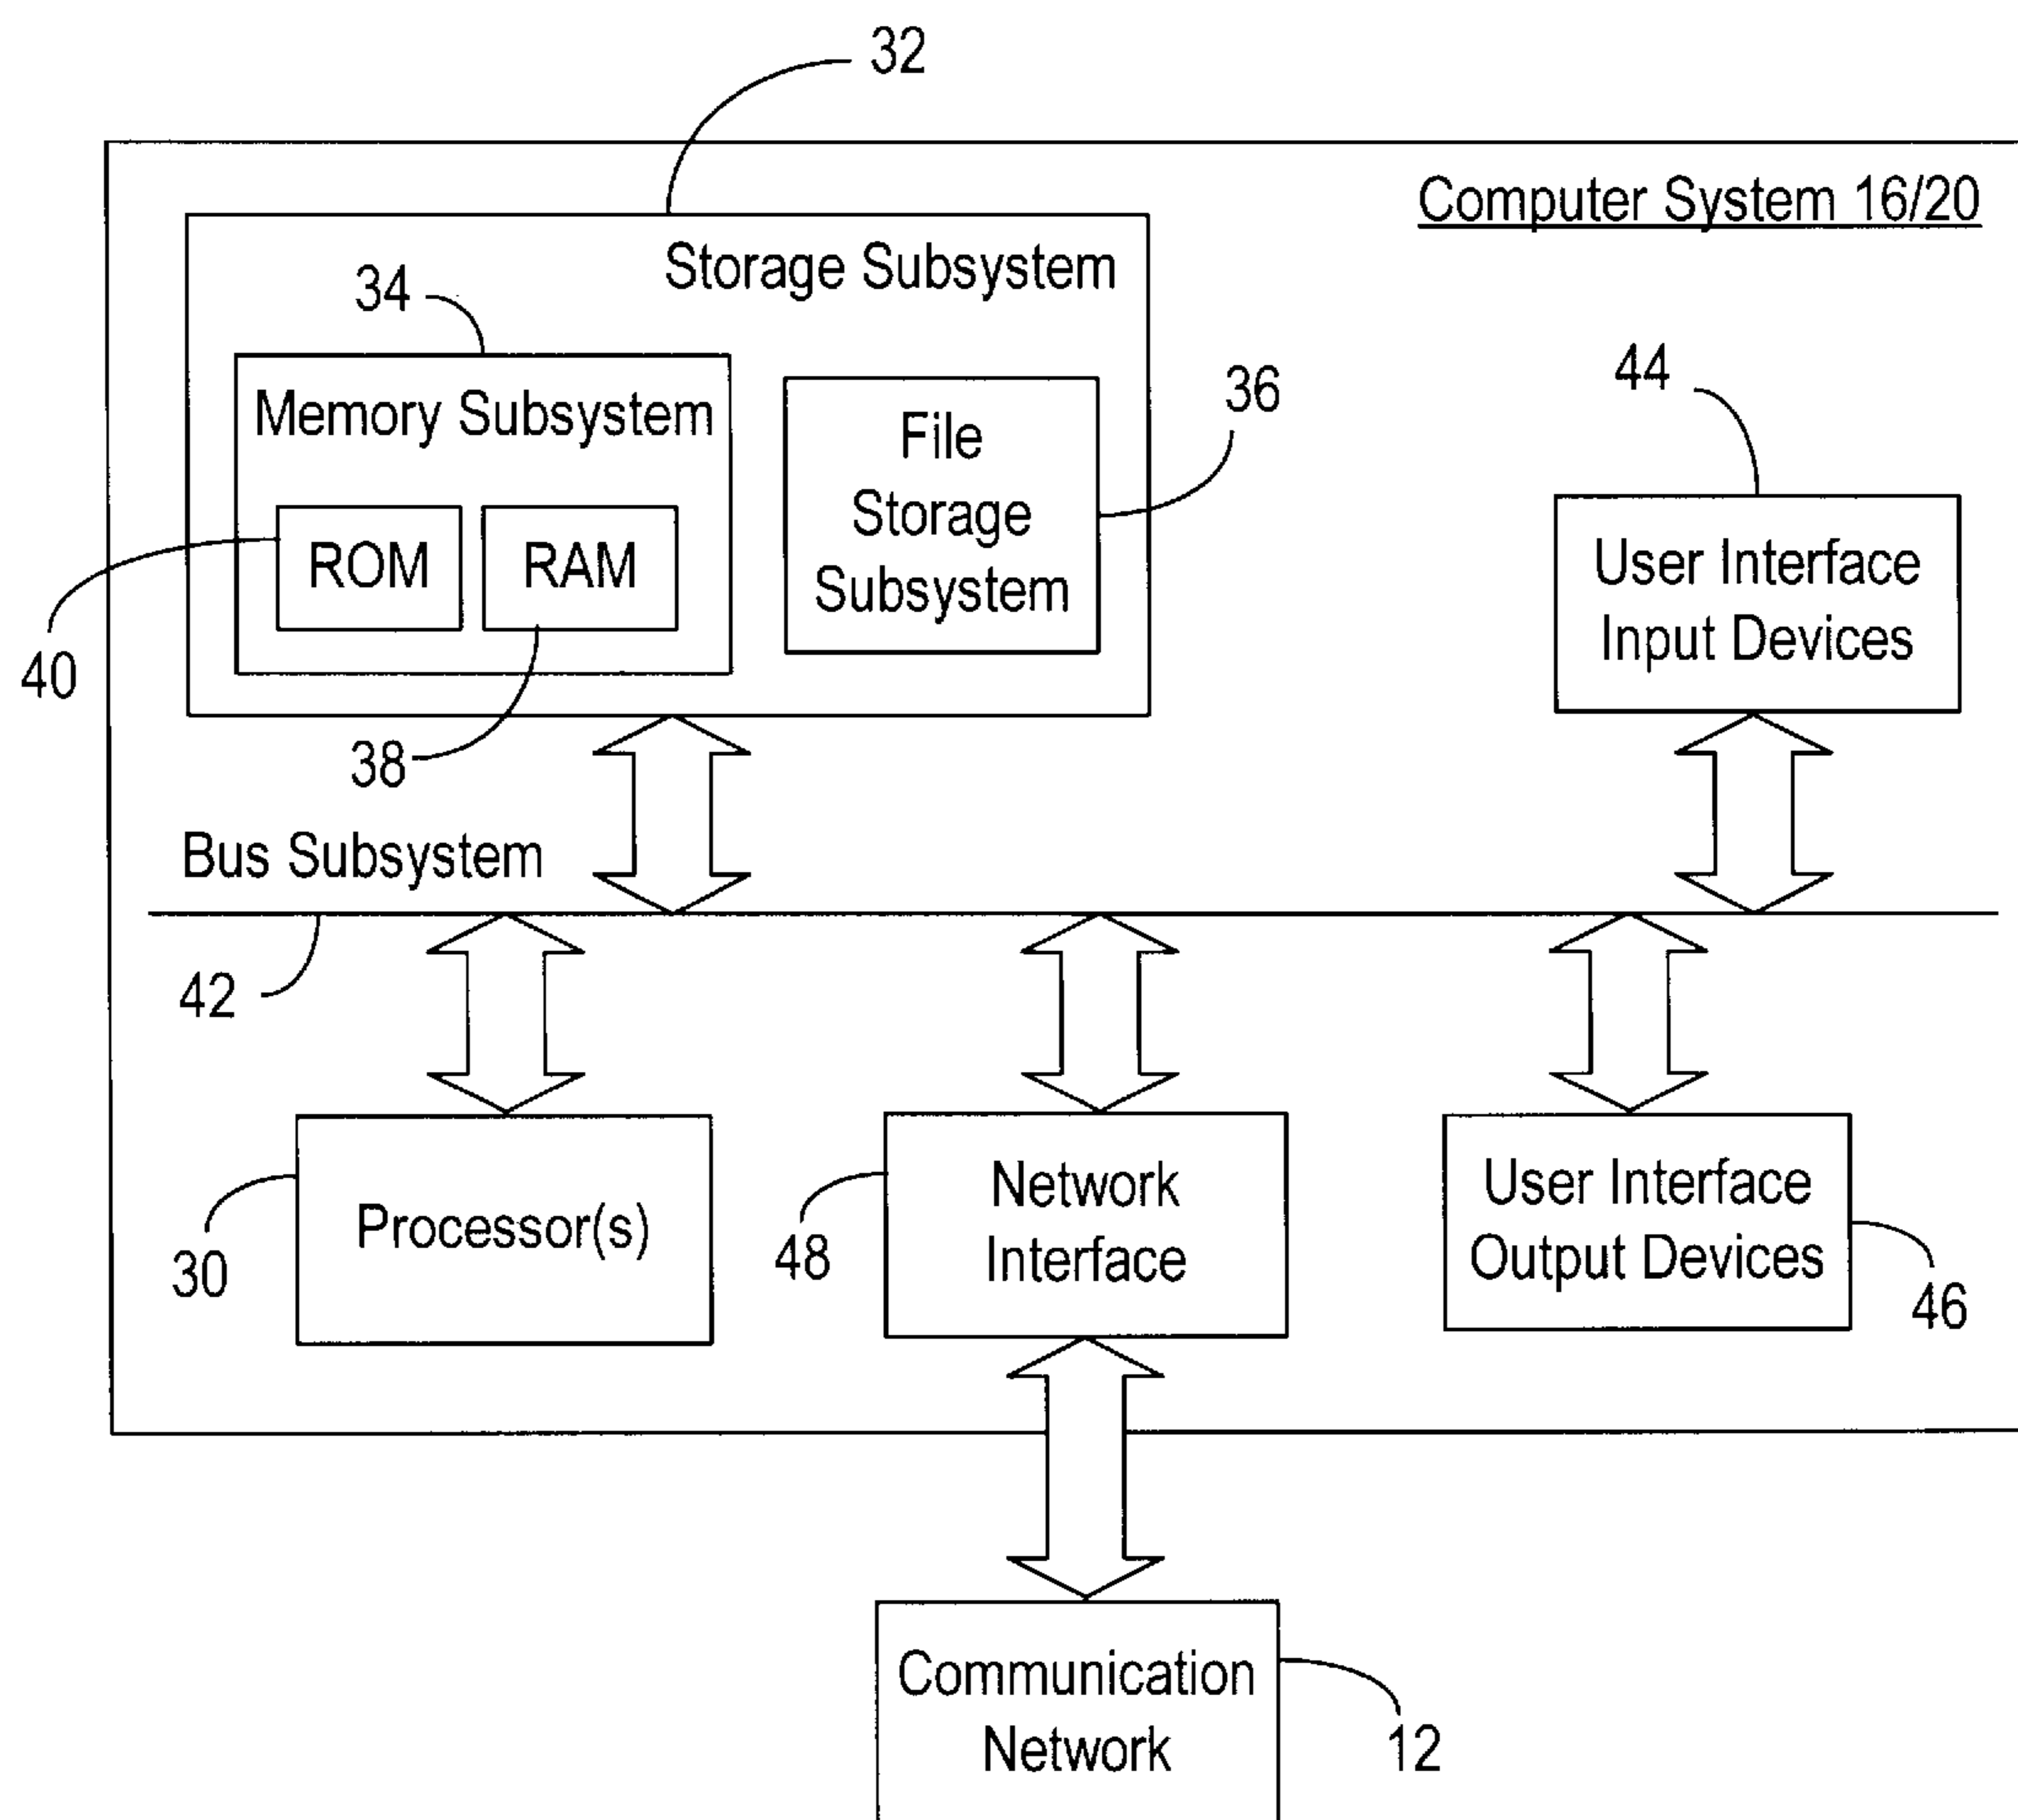 32
Computer System 16/20
Storage Subsystem
34
Memory Subsystem
36
44
File
Storage
Subsystem
ROM
RAM
User Interface
Input Devices
40
38
Bus Subsystem
42
Processor(s)
30
Network
Interface
48
User Interface
Output Devices
46
Communication
Network
12